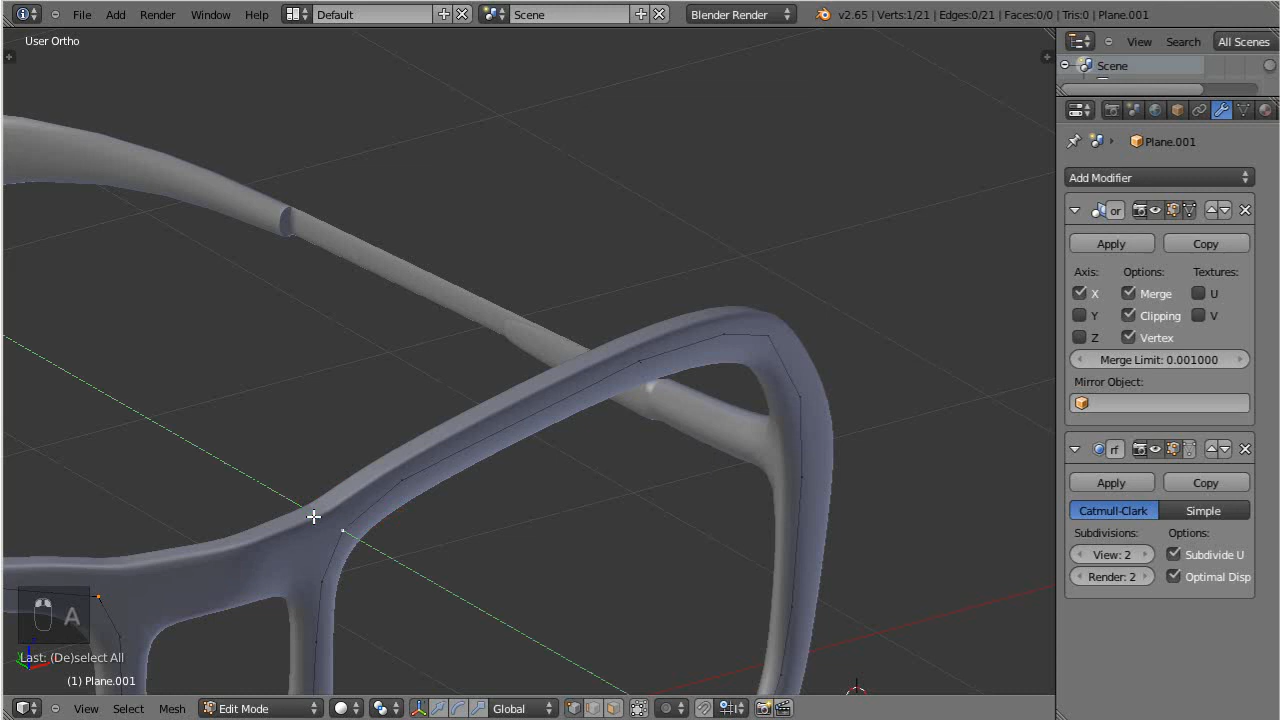 File Add Render Window Help Default Scene Blender Render v2.65 | Verts:1/21 | Edges:0/21 | Faces:0/0 | Tris:0 | Plane.001
User Ortho
View Search All Scenes
Scene
Plane.001
Add Modifier
or
Apply Copy
Axis: Options: Textures:
X Merge U
Y Clipping V
Z Vertex
Merge Limit: 0.001000
Mirror Object:
rf
Apply Copy
Catmull-Clark Simple
Subdivisions: Options:
View: 2 Subdivide U
Render: 2 Optimal Disp
A
Last: (De)select All
(1) Plane.001
View Select Mesh Edit Mode Global